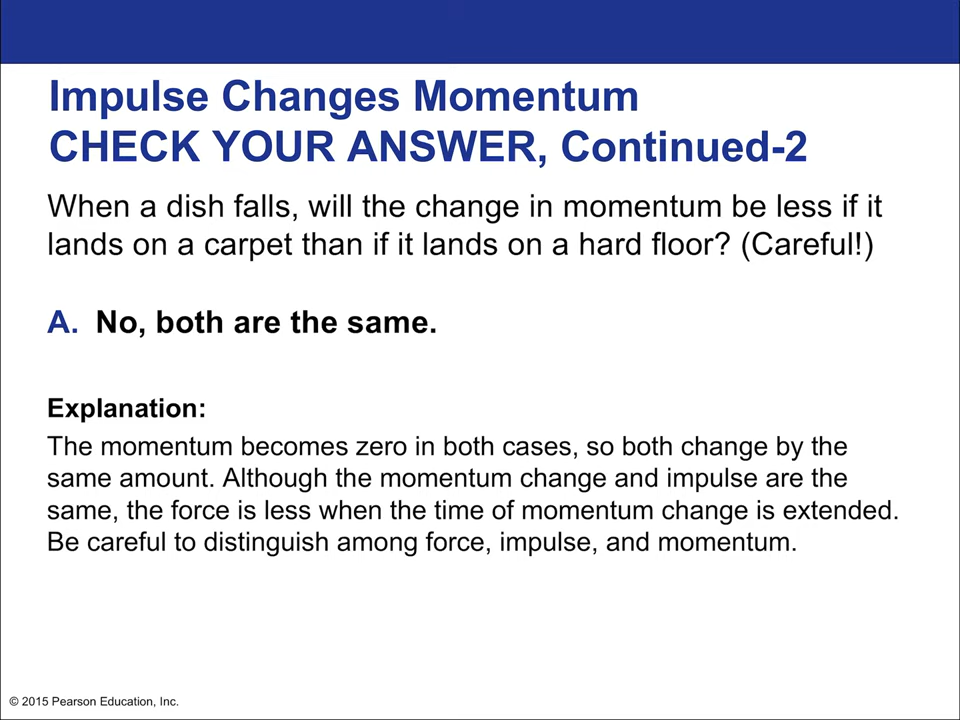 Impulse Changes Momentum
CHECK YOUR ANSWER, Continued-2
When a dish falls, will the change in momentum be less if it
lands on a carpet than if it lands on a hard floor? (Careful!)
A. No, both are the same.
Explanation:
The momentum becomes zero in both cases, so both change by the
same amount. Although the momentum change and impulse are the
same, the force is less when the time of momentum change is extended.
Be careful to distinguish among force, impulse, and momentum.
© 2015 Pearson Education, Inc.